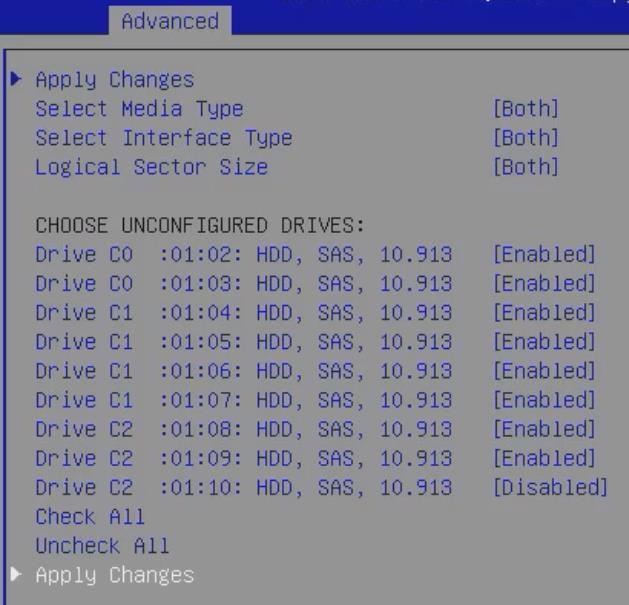 Advanced
Apply Changes
Select Media Type [Both]
Select Interface Type [Both]
Logical Sector Size [Both]
CHOOSE UNCONFIGURED DRIVES:
Drive C0 :01:02: HDD, SAS, 10.913 [Enabled]
Drive C0 :01:03: HDD, SAS, 10.913 [Enabled]
Drive C1 :01:04: HDD, SAS, 10.913 [Enabled]
Drive C1 :01:05: HDD, SAS, 10.913 [Enabled]
Drive C1 :01:06: HDD, SAS, 10.913 [Enabled]
Drive C1 :01:07: HDD, SAS, 10.913 [Enabled]
Drive C2 :01:08: HDD, SAS, 10.913 [Enabled]
Drive C2 :01:09: HDD, SAS, 10.913 [Enabled]
Drive C2 :01:10: HDD, SAS, 10.913 [Disabled]
Check All
Uncheck All
Apply Changes